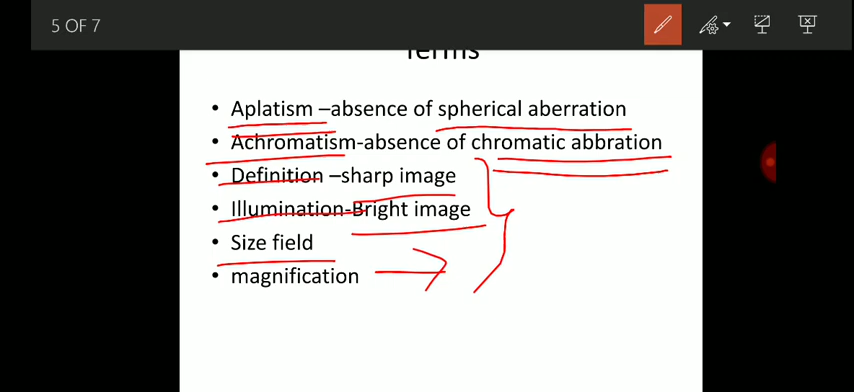 5 OF 7
Terms
• Aplatism –absence of spherical aberration
• Achromatism-absence of chromatic abbration
• Definition –sharp image
• Illumination-Bright image
• Size field
• magnification